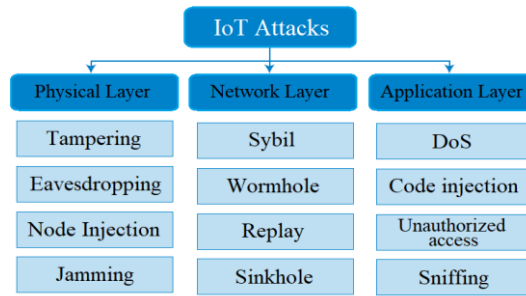 IoT Attacks
Physical Layer
Network Layer
Application Layer
Tampering
Sybil
DoS
Eavesdropping
Wormhole
Code injection
Node Injection
Replay
Unauthorized
access
Jamming
Sinkhole
Sniffing